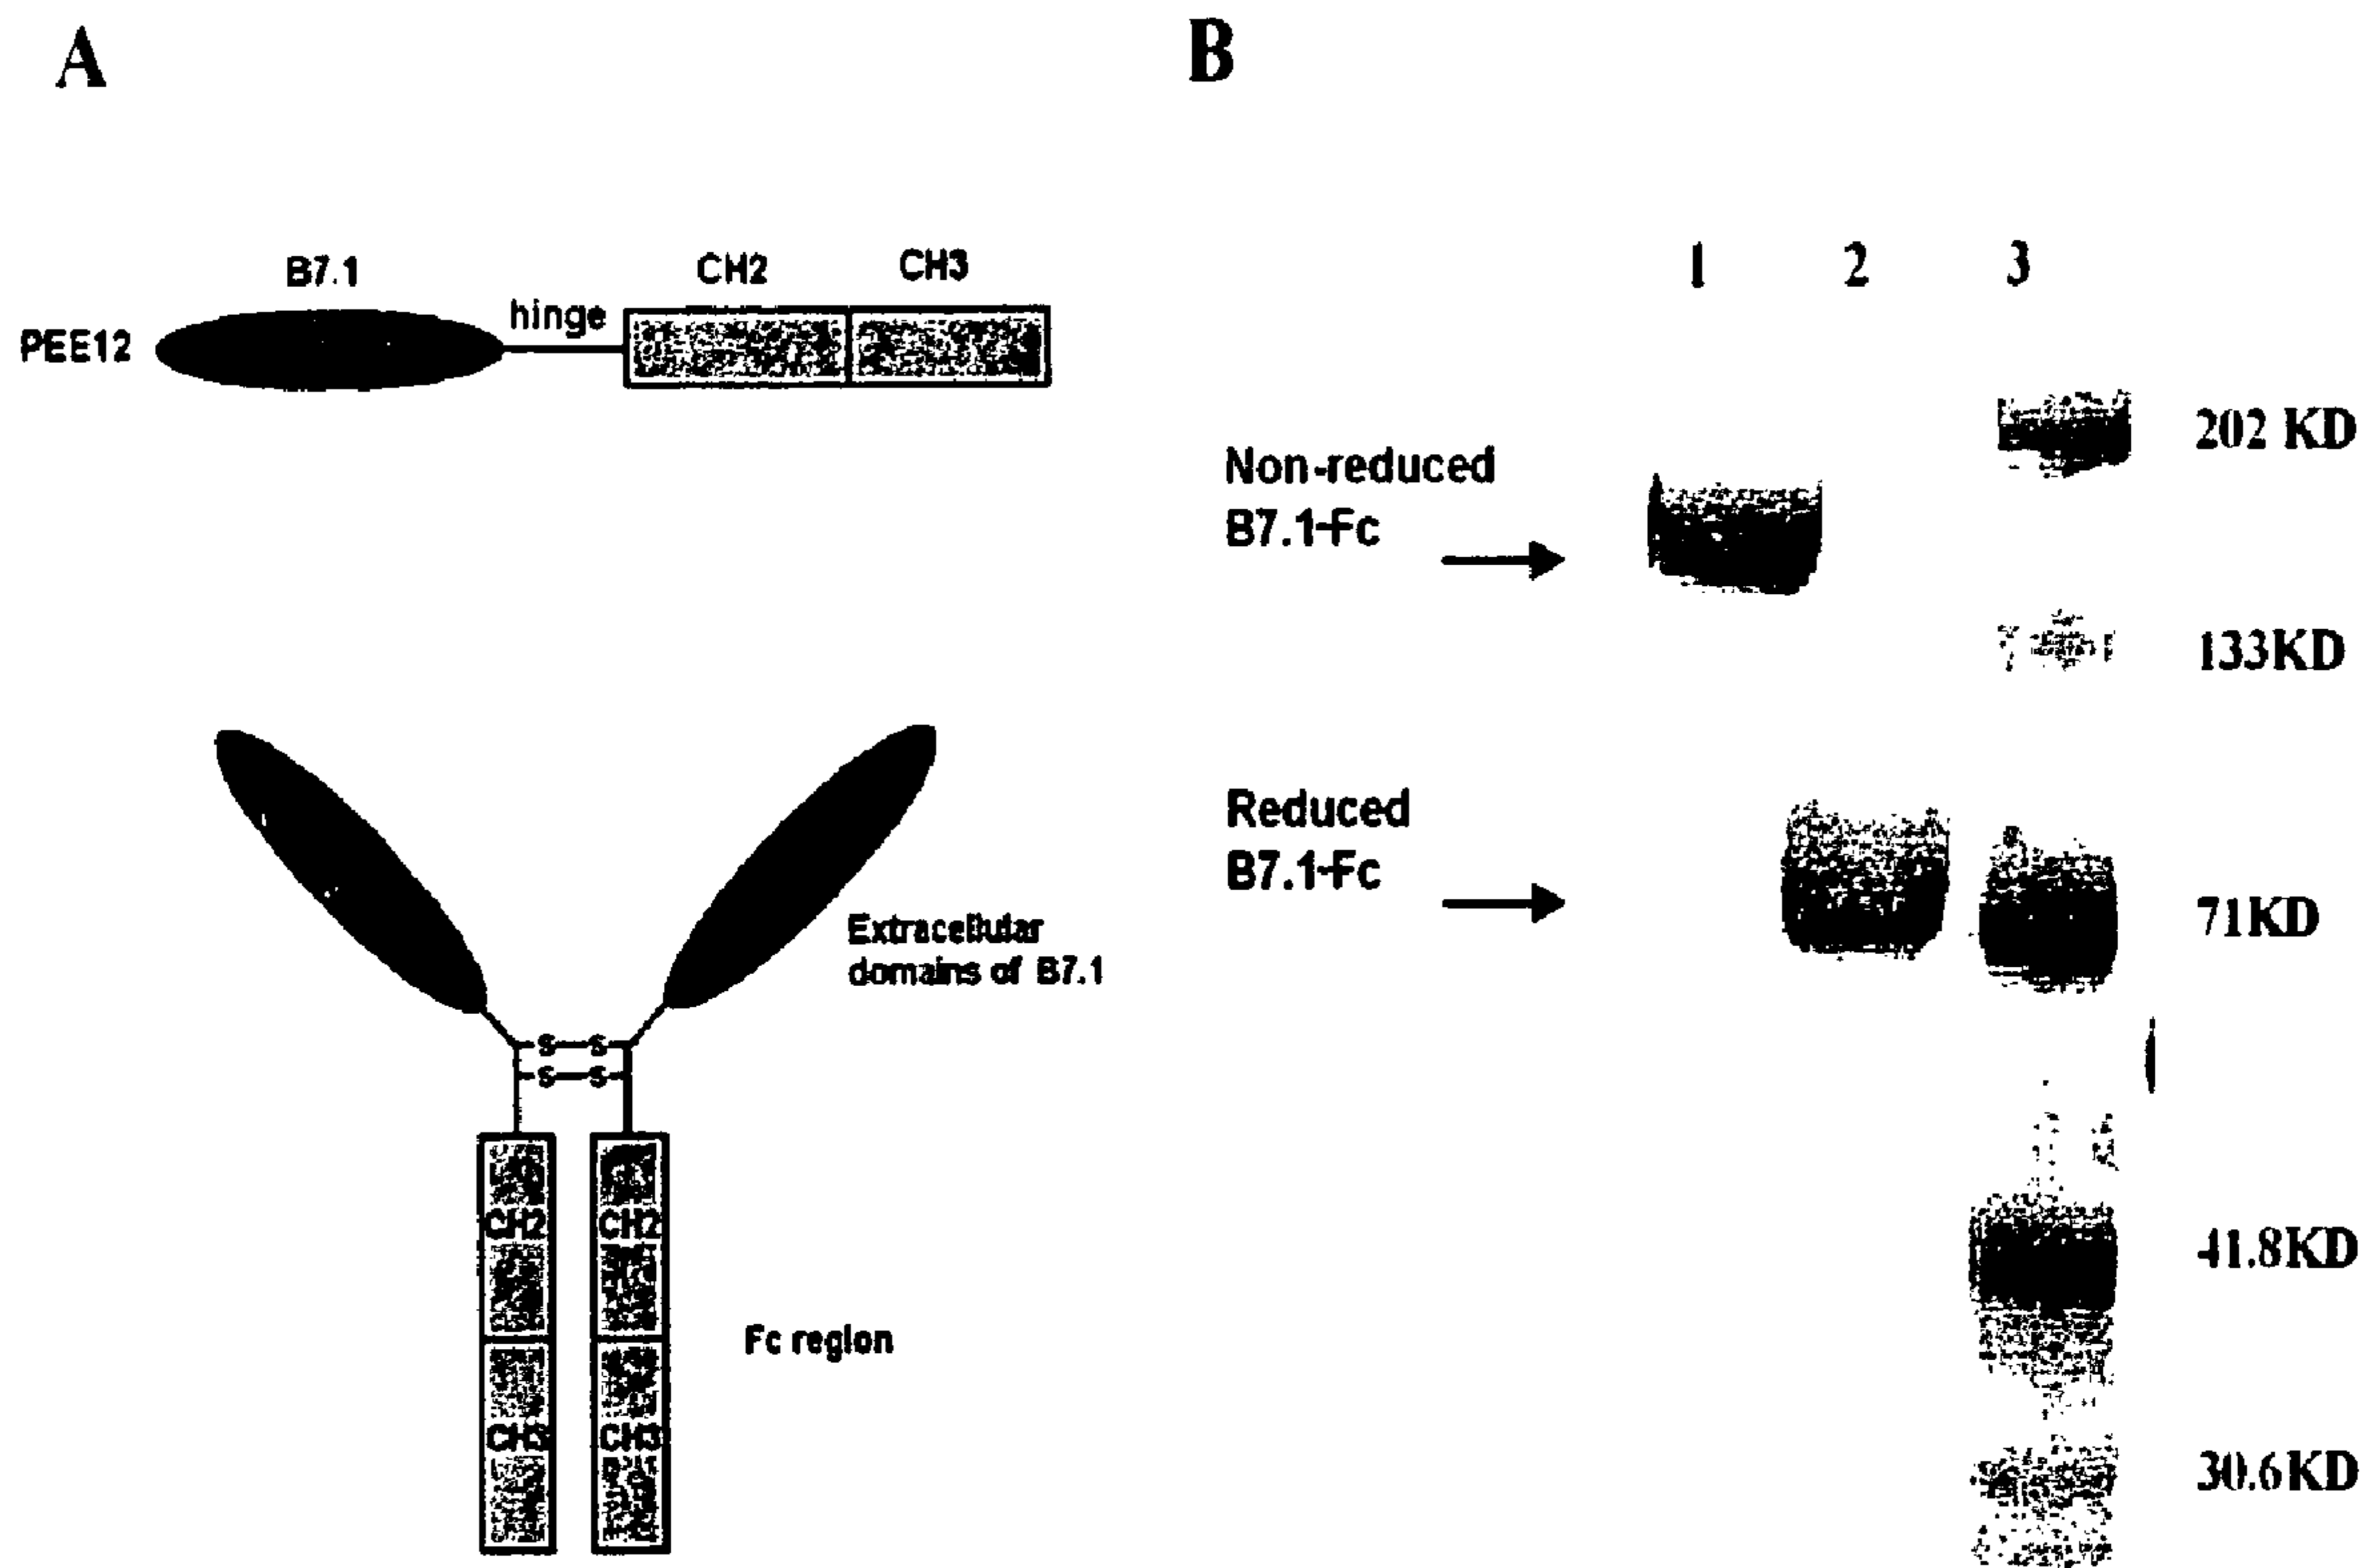 A
B7.1
hinge
CH2
CH3
PEE12
Extracellular
domains of B7.1
S S
S S
CH2
CH2
Fc region
CH3
CH3
B
1 2 3
Non-reduced
B7.1-Fc
Reduced
B7.1-Fc
202 KD
133KD
71KD
41.8KD
30.6KD